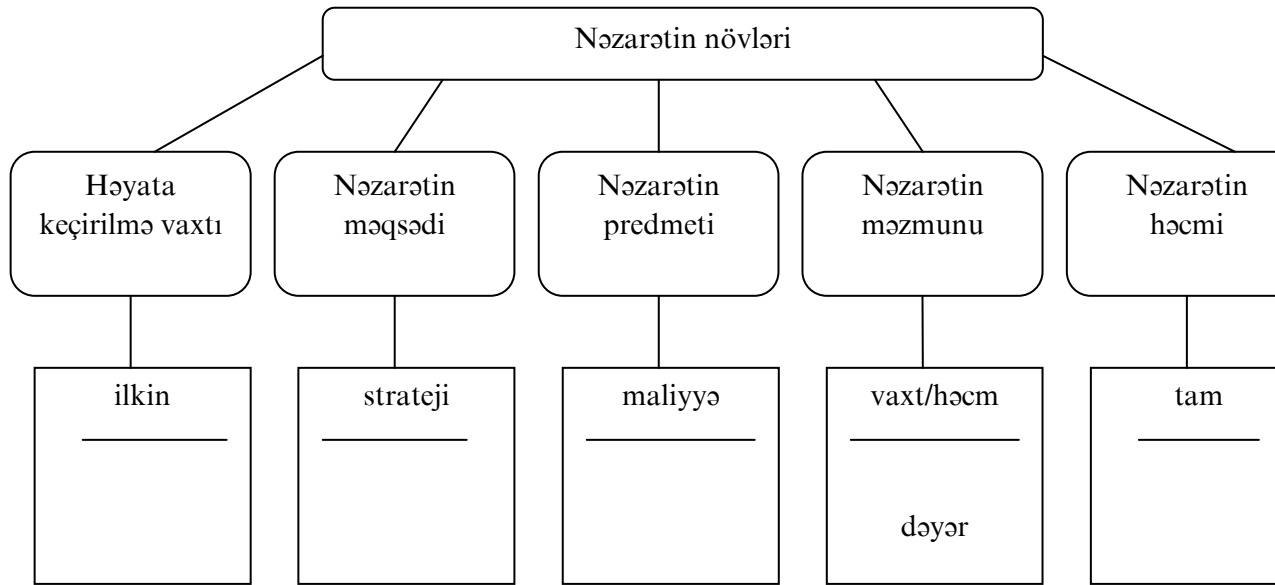 Nəzarətin növləri
Həyata
keçirilmə vaxtı
Nəzarətin
məqsədi
Nəzarətin
predmeti
Nəzarətin
məzmunu
Nəzarətin
həcmi
ilkin
strateji
maliyyə
vaxt/həcm
dəyər
tam